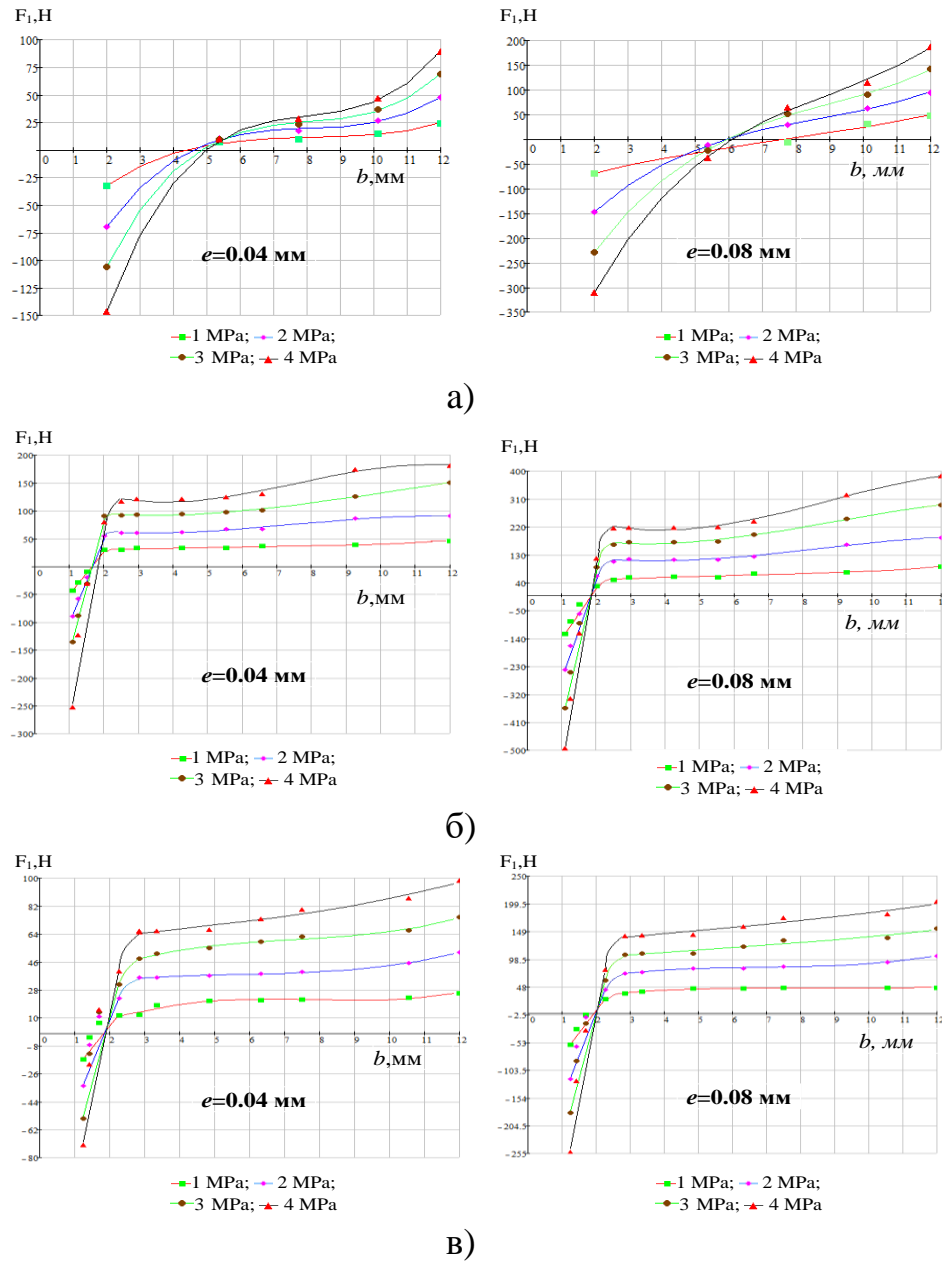 F₁,Н
100
75
50
25
0 1 2 3 4 5 6 7 8 9 10 11 12
−25
−50
−75
−100
−125
−150
b,мм
e=0.04 мм
1 MPa; 2 MPa;
3 MPa; 4 MPa
F₁,Н
200
150
100
50
0 1 2 3 4 5 6 7 8 9 10 11 12
−50
−100
−150
−200
−250
−300
−350
b, мм
e=0.08 мм
1 MPa; 2 MPa;
3 MPa; 4 MPa
а)
F₁,Н
200
150
100
50
0 1 2 3 4 5 6 7 8 9 10 11 12
−50
−100
−150
−200
−250
−300
b,мм
e=0.04 мм
1 MPa; 2 MPa;
3 MPa; 4 MPa
F₁,Н
400
310
220
130
40
0 1 2 3 4 5 6 7 8 9 10 11 12
−50
−140
−230
−320
−410
−500
b, мм
e=0.08 мм
1 MPa; 2 MPa;
3 MPa; 4 MPa
б)
F₁,Н
100
82
64
46
28
10
0 1 2 3 4 5 6 7 8 9 10 11 12
−8
−26
−44
−62
−80
b,мм
e=0.04 мм
1 MPa; 2 MPa;
3 MPa; 4 MPa
F₁,Н
250
199.5
149
98.5
48
−2.5
0 1 2 3 4 5 6 7 8 9 10 11 12
−53
−103.5
−154
−204.5
−255
b, мм
e=0.08 мм
1 MPa; 2 MPa;
3 MPa; 4 MPa
в)